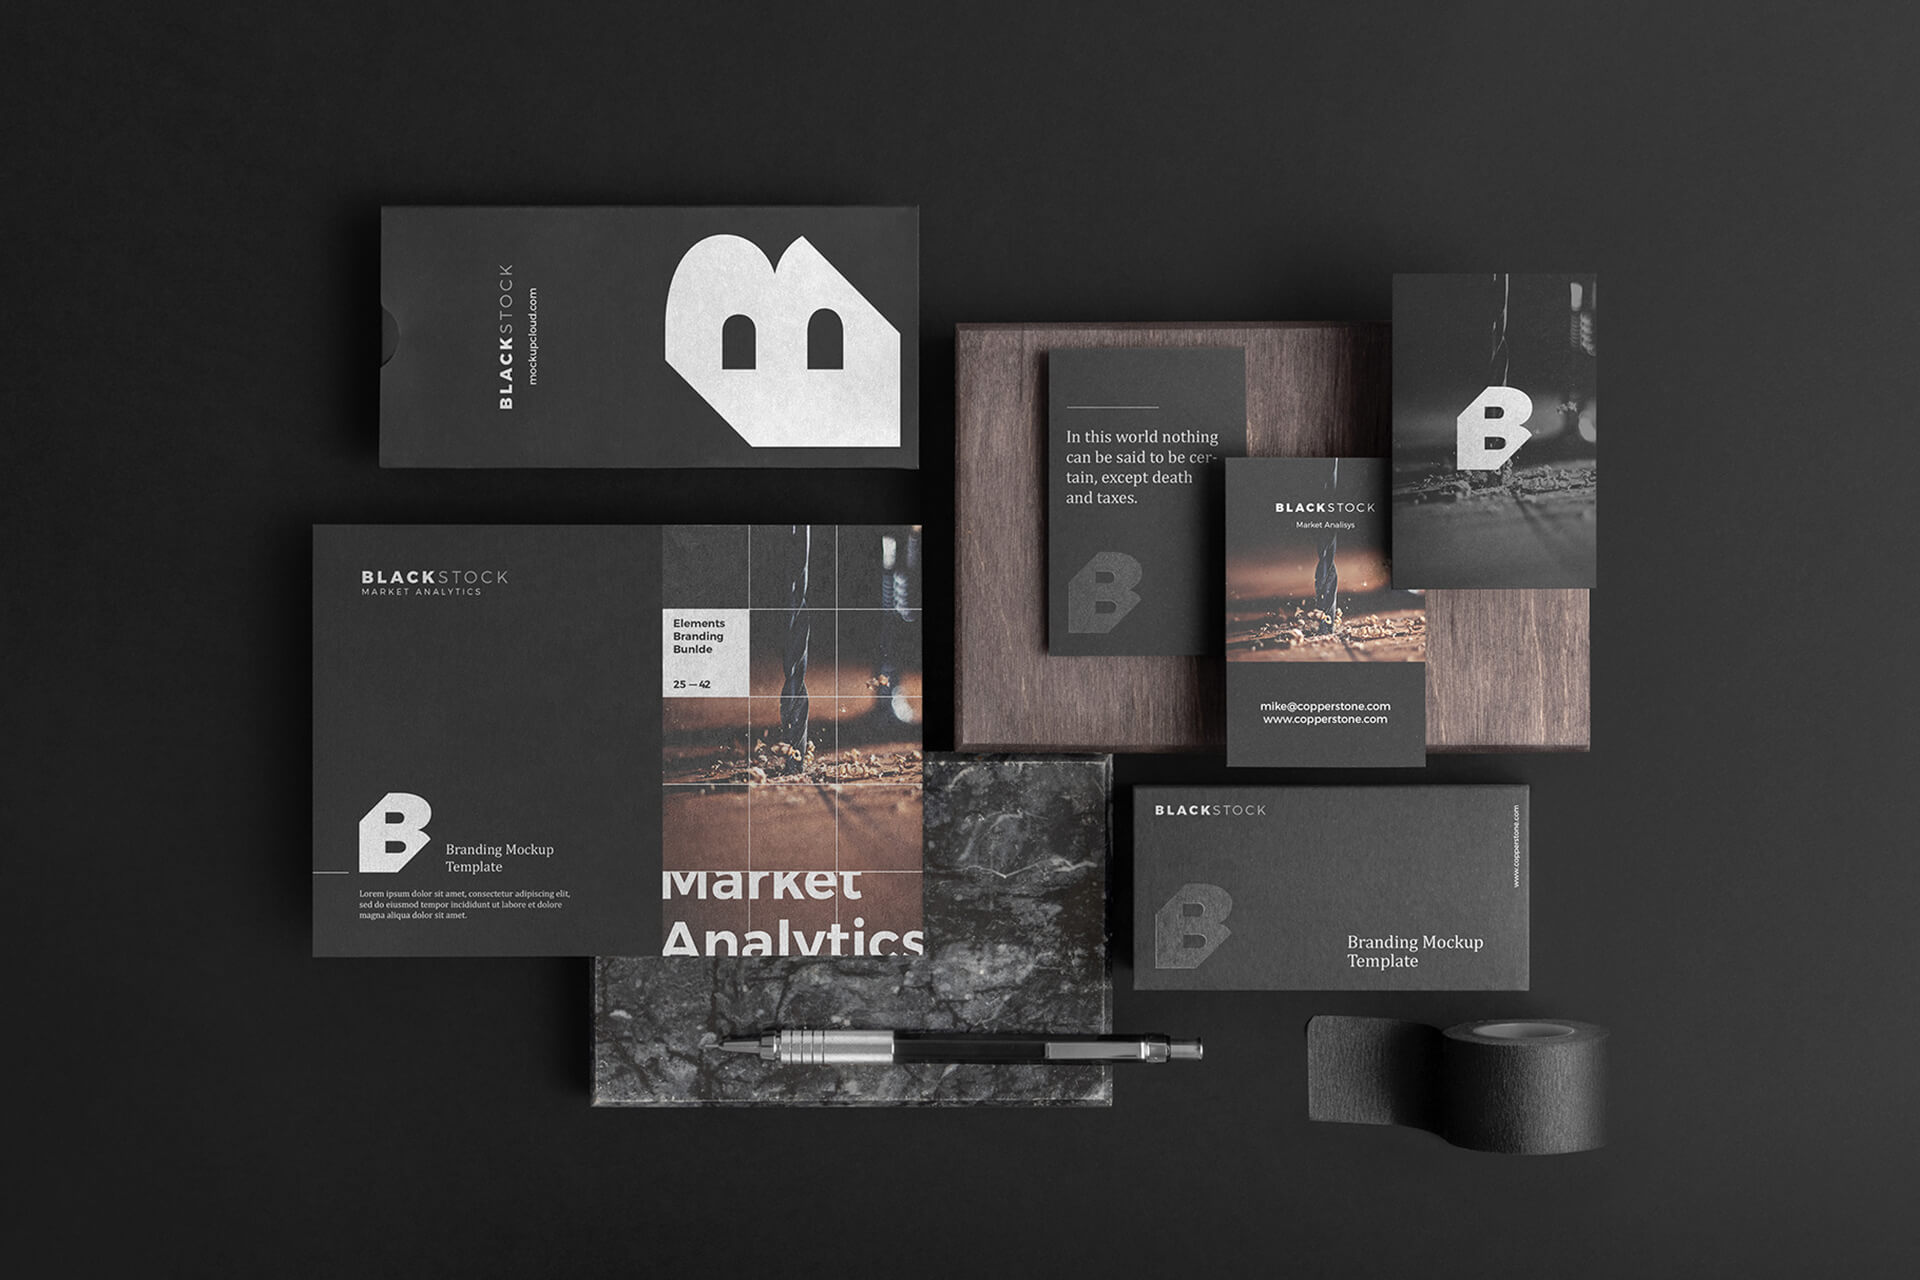 BLACKSTOCK
mockupcloud.com
B
BLACKSTOCK
MARKET ANALYTICS
Elements
Branding
Bunlde
25 — 42
B
Branding Mockup
Template
Lorem ipsum dolor sit amet, consectetur adipiscing elit,
sed do eiusmod tempor incididunt ut labore et dolore
magna aliqua dolor sit amet.
Market
Analytics
In this world nothing
can be said to be cer-
tain, except death
and taxes.
B
BLACKSTOCK
Market Analisys
mike@copperstone.com
www.copperstone.com
B
BLACKSTOCK
www.copperstone.com
B
Branding Mockup
Template